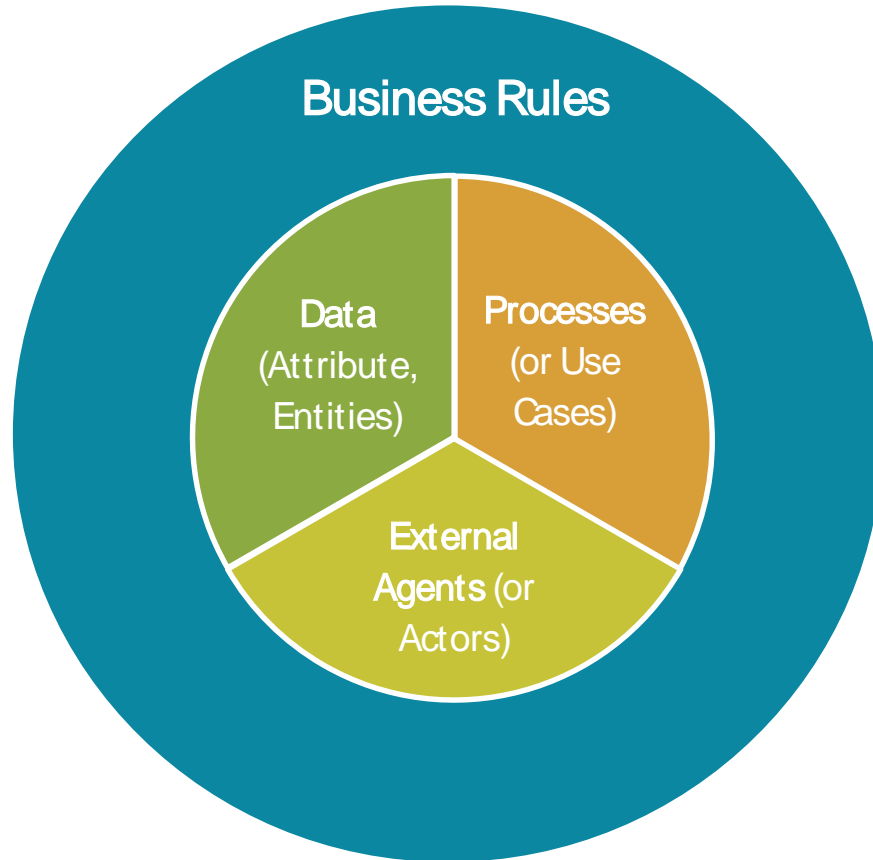 Business Rules
Data
(Attribute,
Entities)
Processes
(or Use
Cases)
External
Agents (or
Actors)